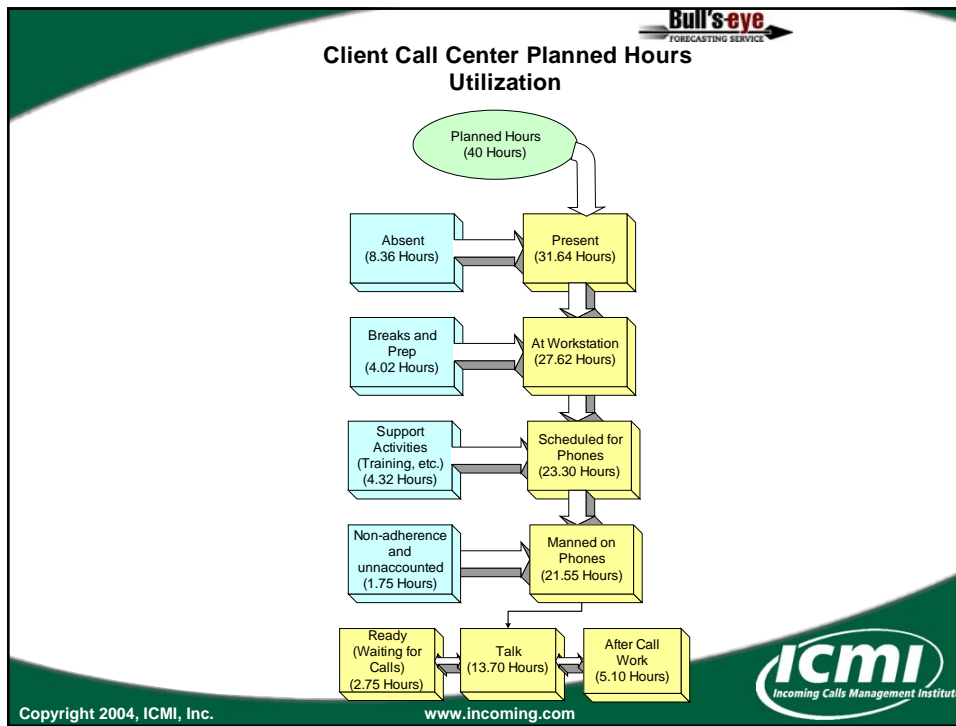 Bull's-eye
FORECASTING SERVICE
Client Call Center Planned Hours
Utilization
Planned Hours
(40 Hours)
Absent
(8.36 Hours)
Present
(31.64 Hours)
Breaks and
Prep
(4.02 Hours)
At Workstation
(27.62 Hours)
Support
Activities
(Training, etc.)
(4.32 Hours)
Scheduled for
Phones
(23.30 Hours)
Non-adherence
and
unnaccounted
(1.75 Hours)
Manned on
Phones
(21.55 Hours)
Ready
(Waiting for
Calls)
(2.75 Hours)
Talk
(13.70 Hours)
After Call
Work
(5.10 Hours)
ICMI
Incoming Calls Management Institute
Copyright 2004, ICMI, Inc.
www.incoming.com